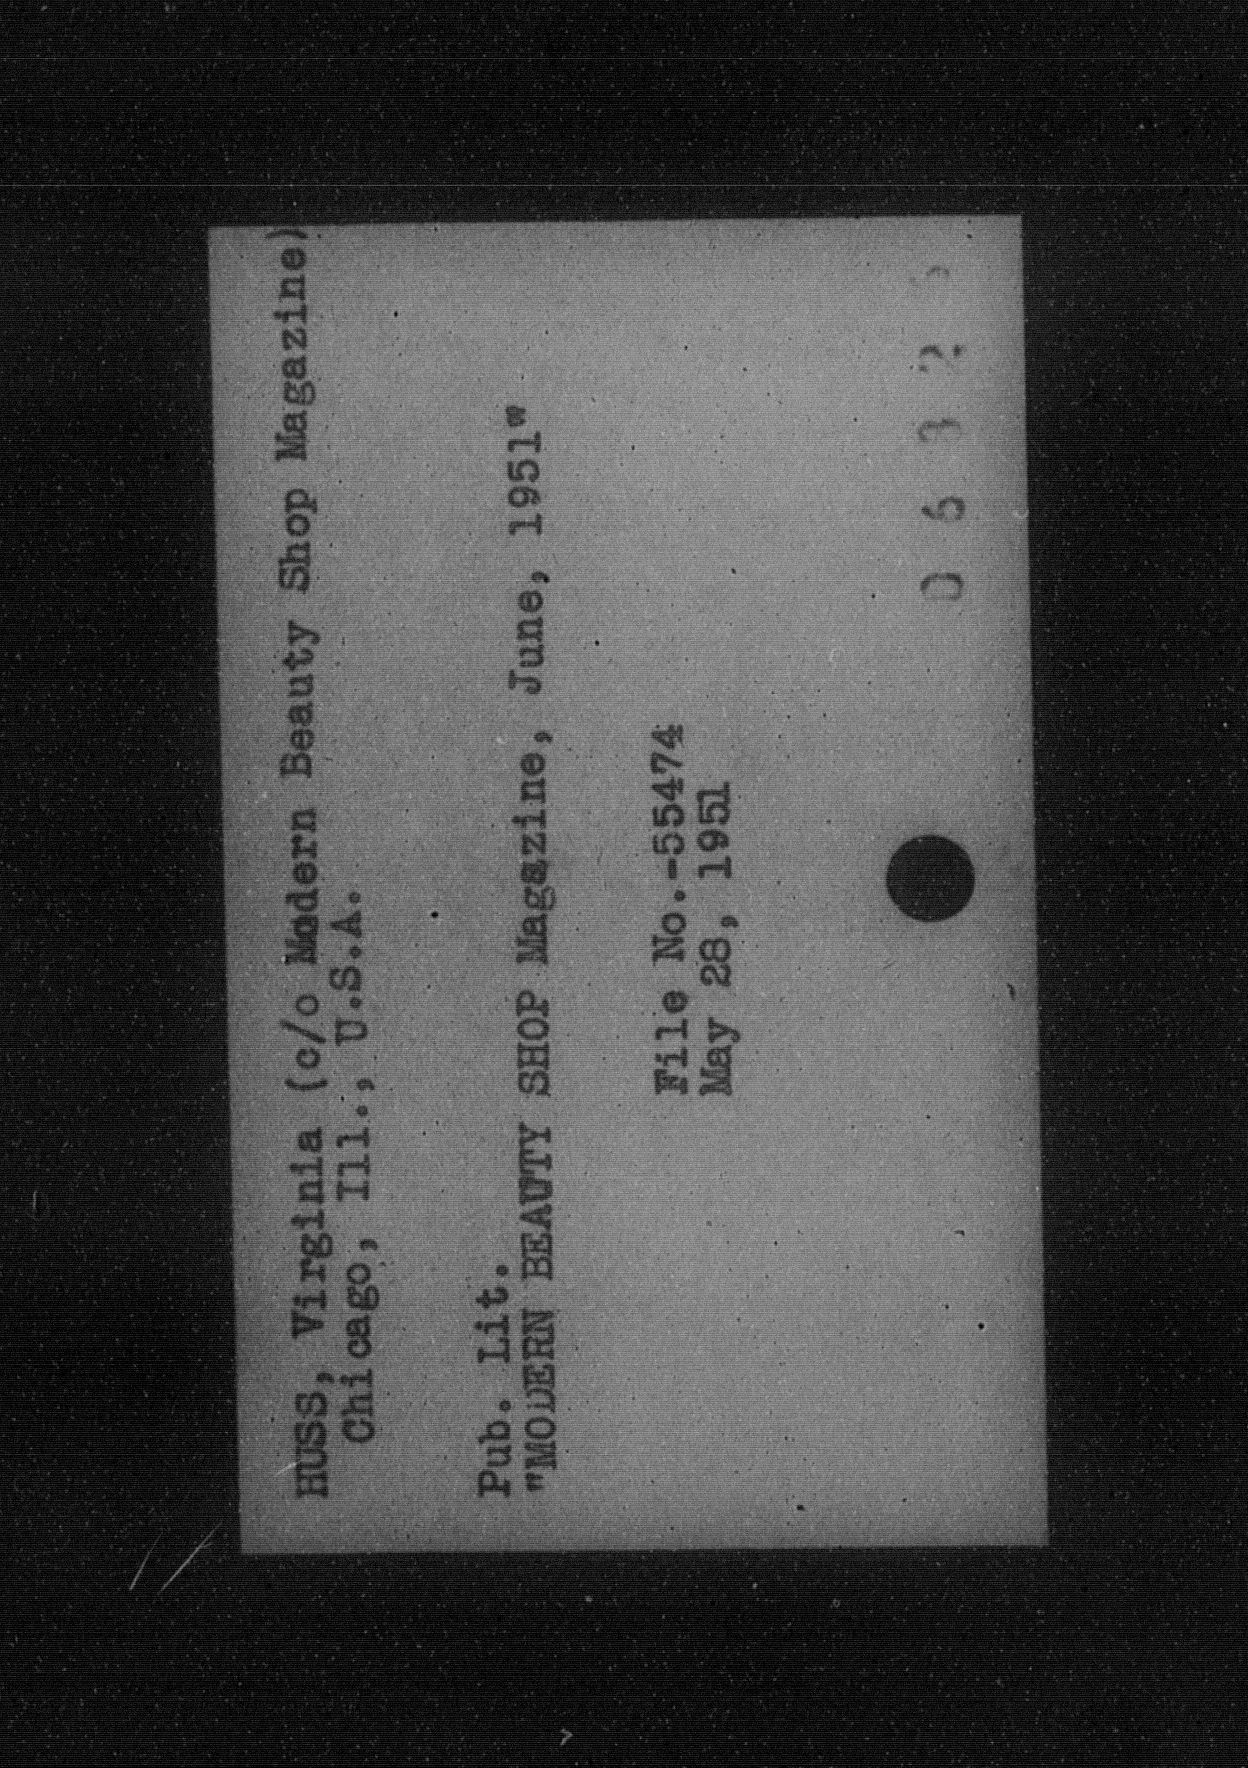 HUSS, Virginia (c/o Modern Beauty Shop Magazine)
Chicago, Ill., U.S.A.
Pub. Lit.
"MODERN BEAUTY SHOP Magazine, June, 1951"
File No.-55474
May 28, 1951